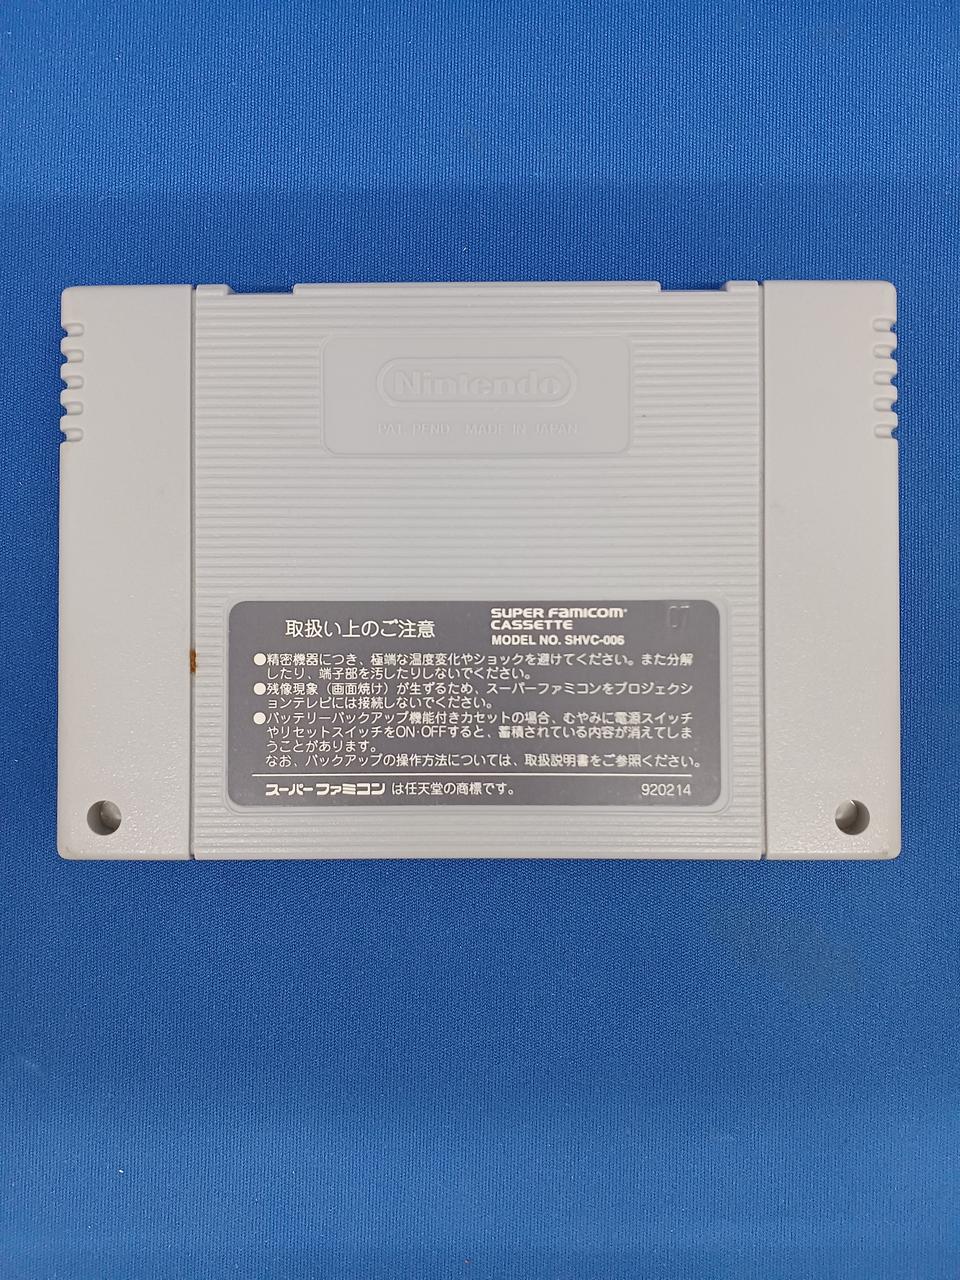 Nintendo
PAT. PEND. MADE IN JAPAN
取扱い上のご注意
SUPER FAMICOM
CASSETTE
MODEL NO. SHVC-006
07
●精密機器につき、極端な温度変化やショックを避けてください。また分解
したり、端子部を汚したりしないでください。
●残像現象（画面焼け）が生ずるため、スーパーファミコンをプロジェクシ
ョンテレビには接続しないでください。
●バッテリーバックアップ機能付きカセットの場合、むやみに電源スイッチ
やリセットスイッチをON·OFFすると、蓄積されている内容が消えてしま
うことがあります。
なお、バックアップの操作方法については、取扱説明書をご参照ください。
スーパーファミコン は任天堂の商標です。
920214